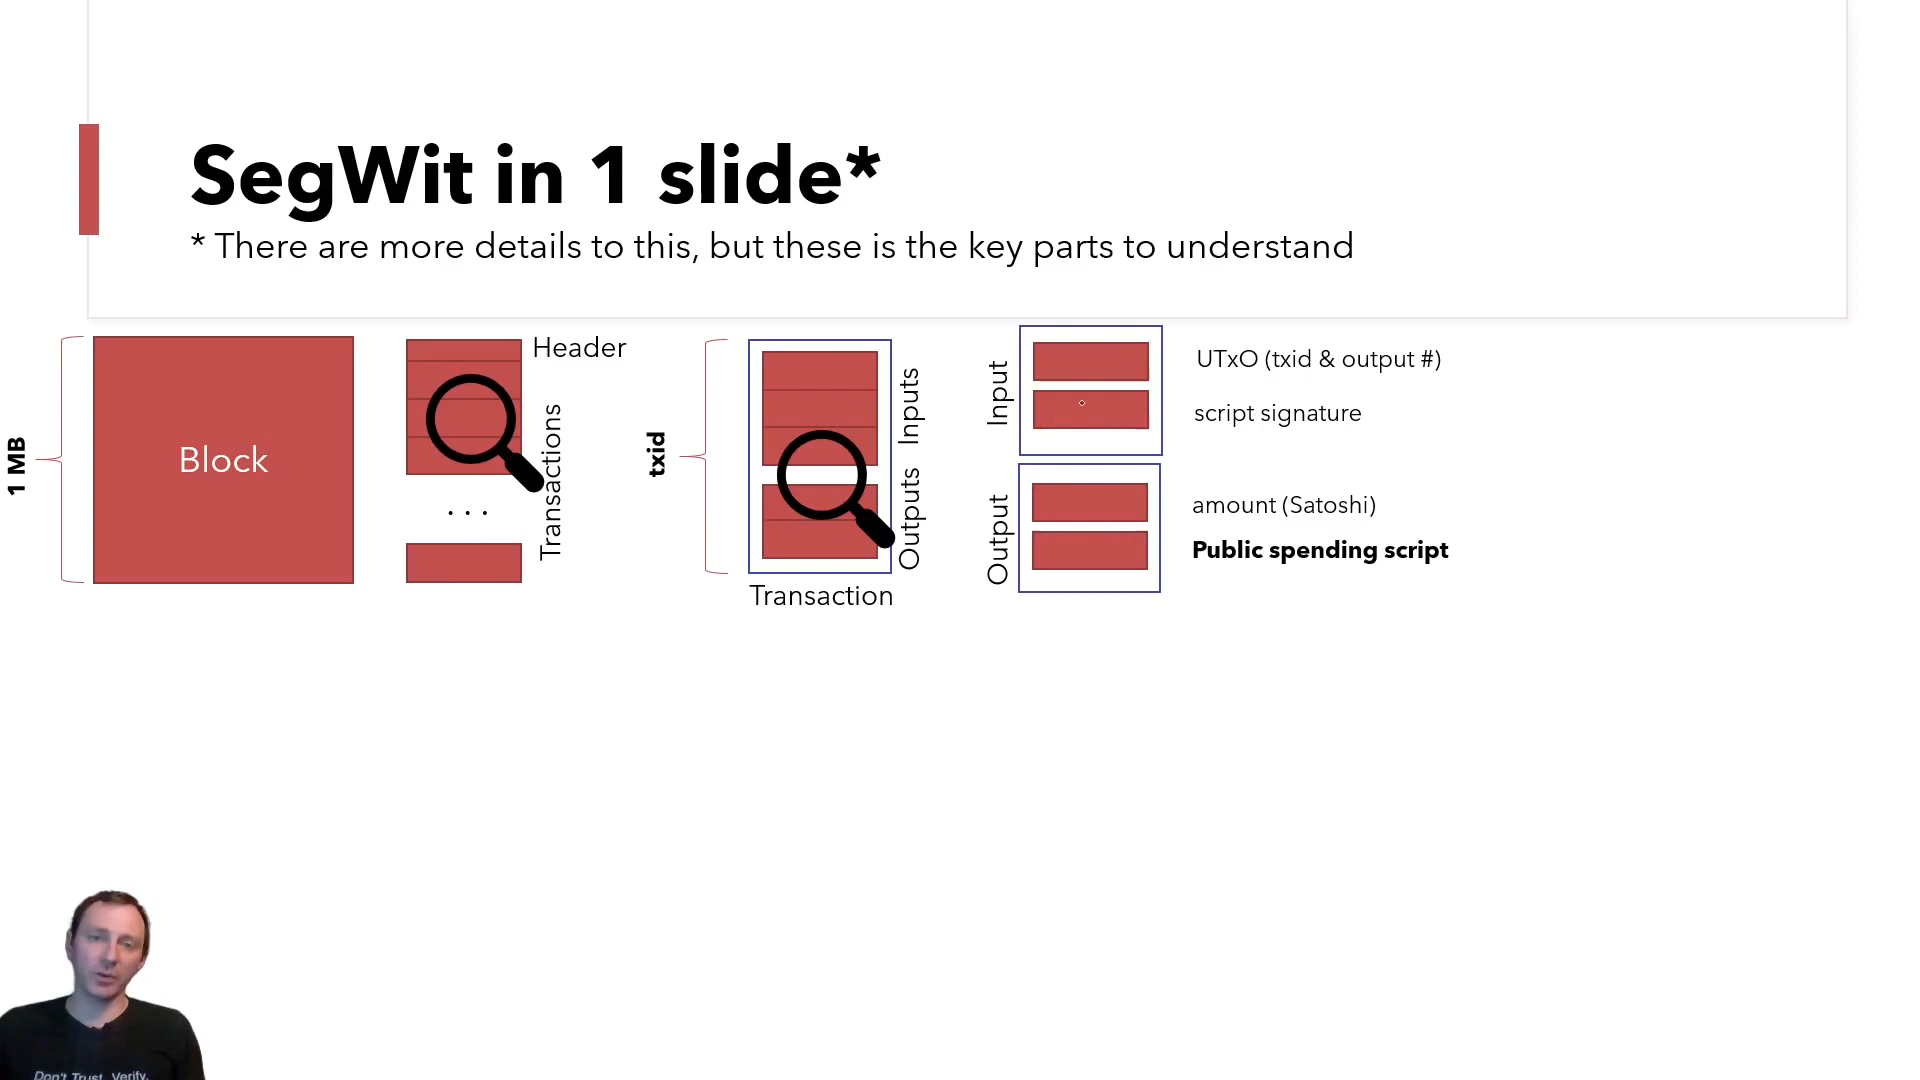 SegWit in 1 slide*
* There are more details to this, but these is the key parts to understand
1 MB
Block
Header
Transactions
. . .
txid
Inputs
Outputs
Transaction
Input
UTxO (txid & output #)
script signature
Output
amount (Satoshi)
Public spending script
Don't Trust. Verify.